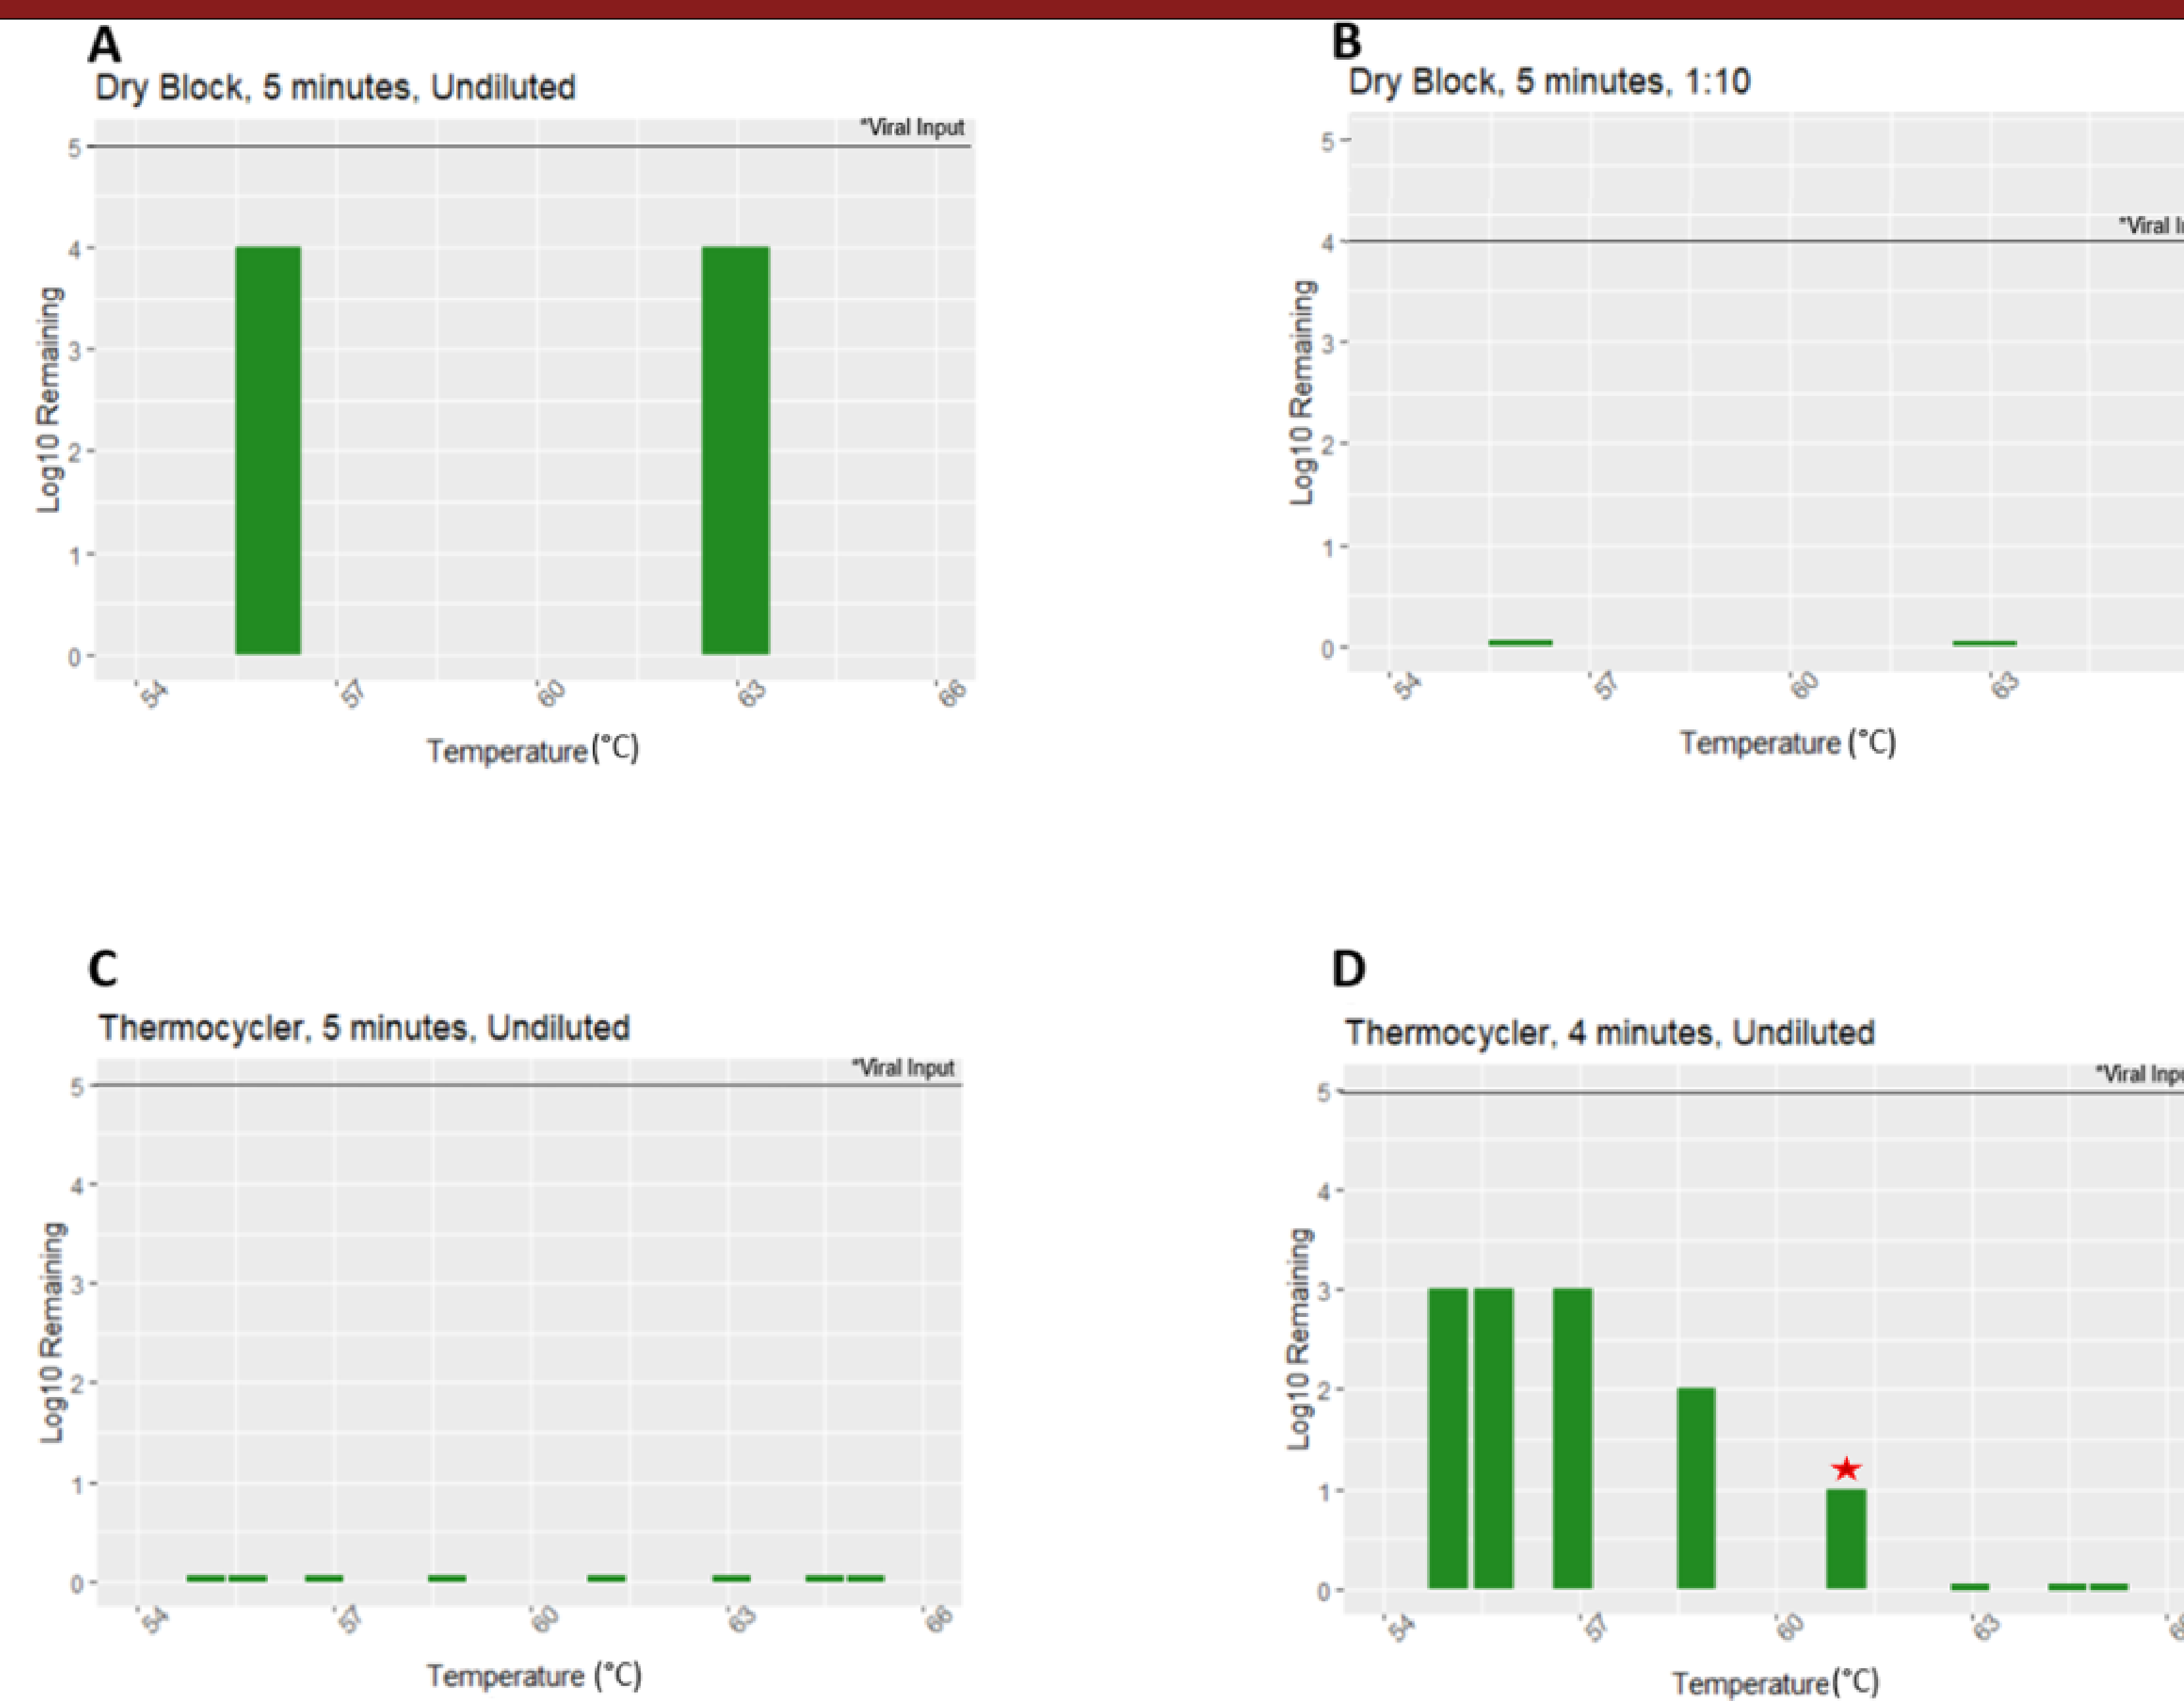 A
Dry Block, 5 minutes, Undiluted
*Viral Input
5
4
3
2
1
0
Log10 Remaining
54
57
60
63
66
Temperature (°C)
B
Dry Block, 5 minutes, 1:10
*Viral
5
4
3
2
1
0
Log10 Remaining
54
57
60
63
Temperature (°C)
C
Thermocycler, 5 minutes, Undiluted
*Viral Input
5
4
3
2
1
0
Log10 Remaining
54
57
60
63
66
Temperature (°C)
D
Thermocycler, 4 minutes, Undiluted
*Viral
5
4
3
2
1
0
Log10 Remaining
54
57
60
63
Temperature (°C)